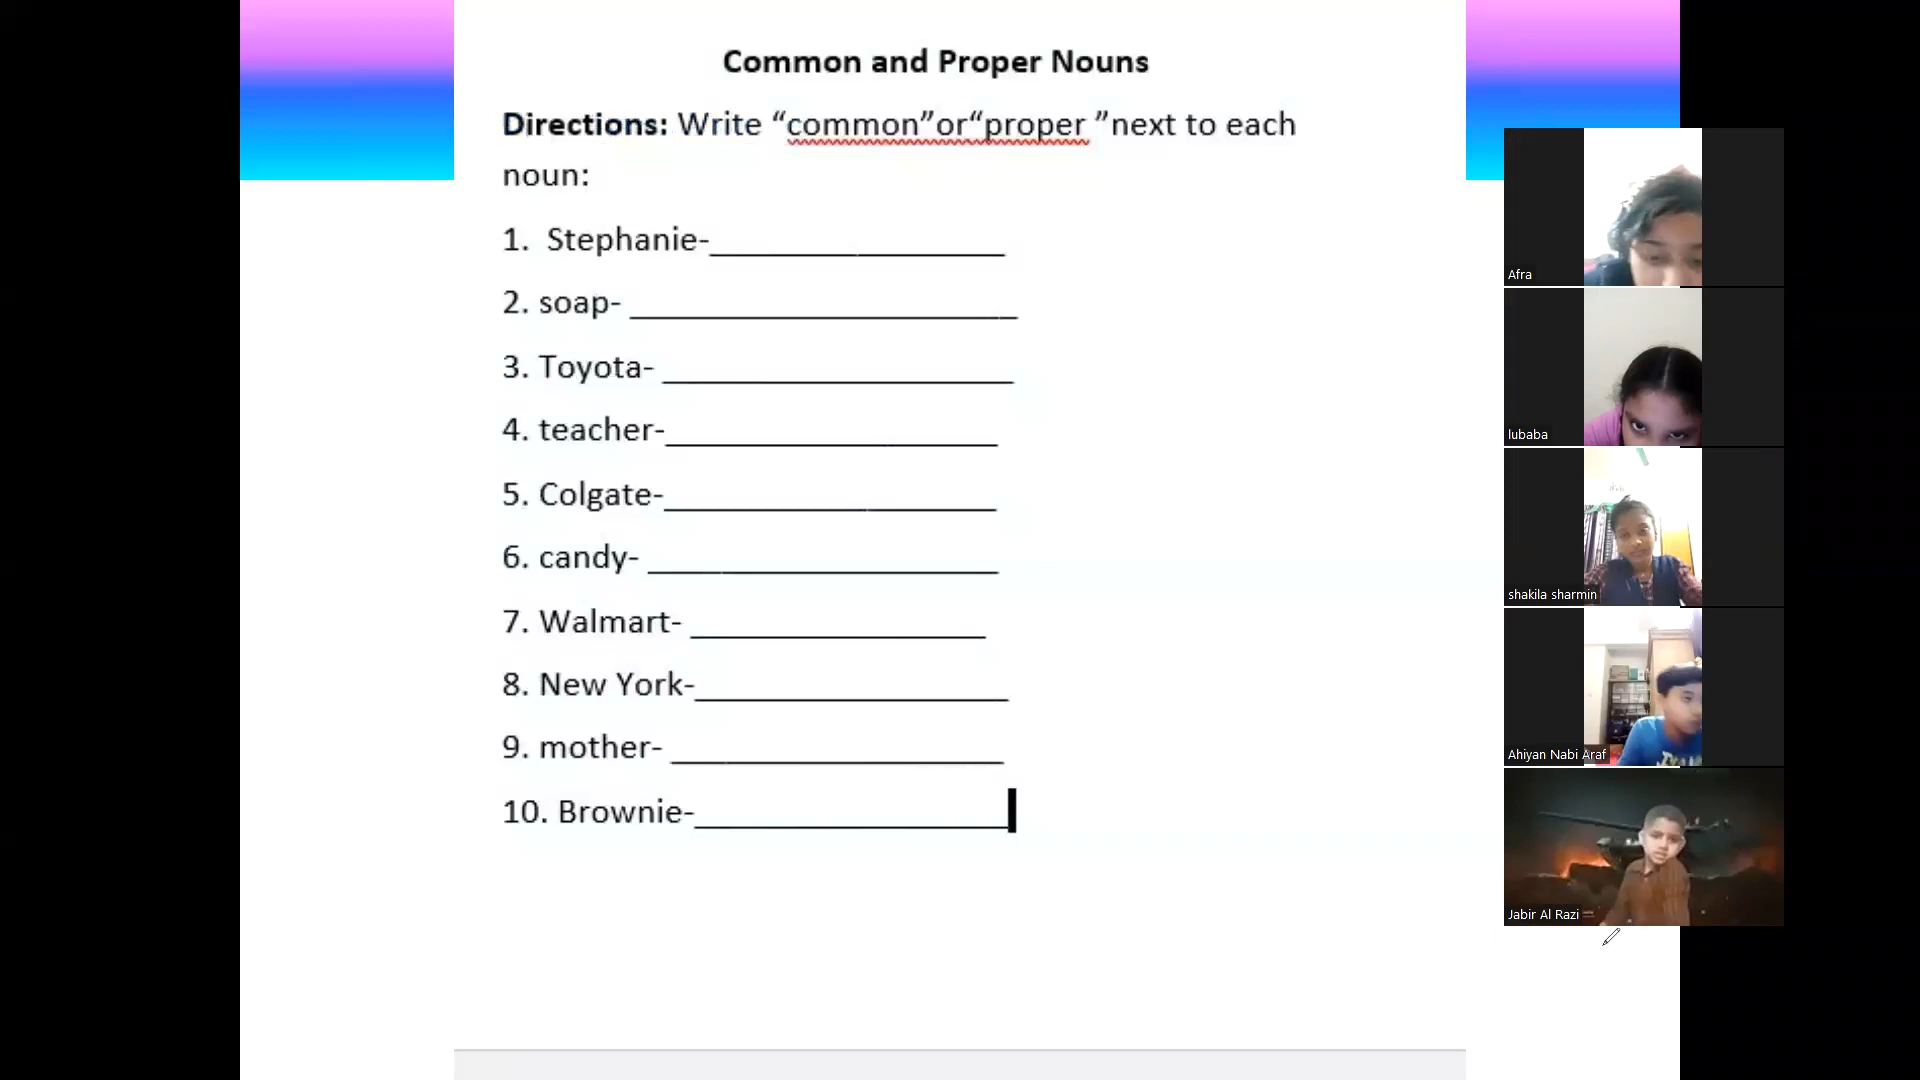 Common and Proper Nouns
Directions: Write “common”or“proper ”next to each
noun:
1. Stephanie-__________________
2. soap- ________________________
3. Toyota- ______________________
4. teacher-_____________________
5. Colgate-_____________________
6. candy- ______________________
7. Walmart- __________________
8. New York-___________________
9. mother- _____________________
10. Brownie-___________________
Afra
lubaba
shakila sharmin
Ahiyan Nabi Araf
Jabir Al Razi